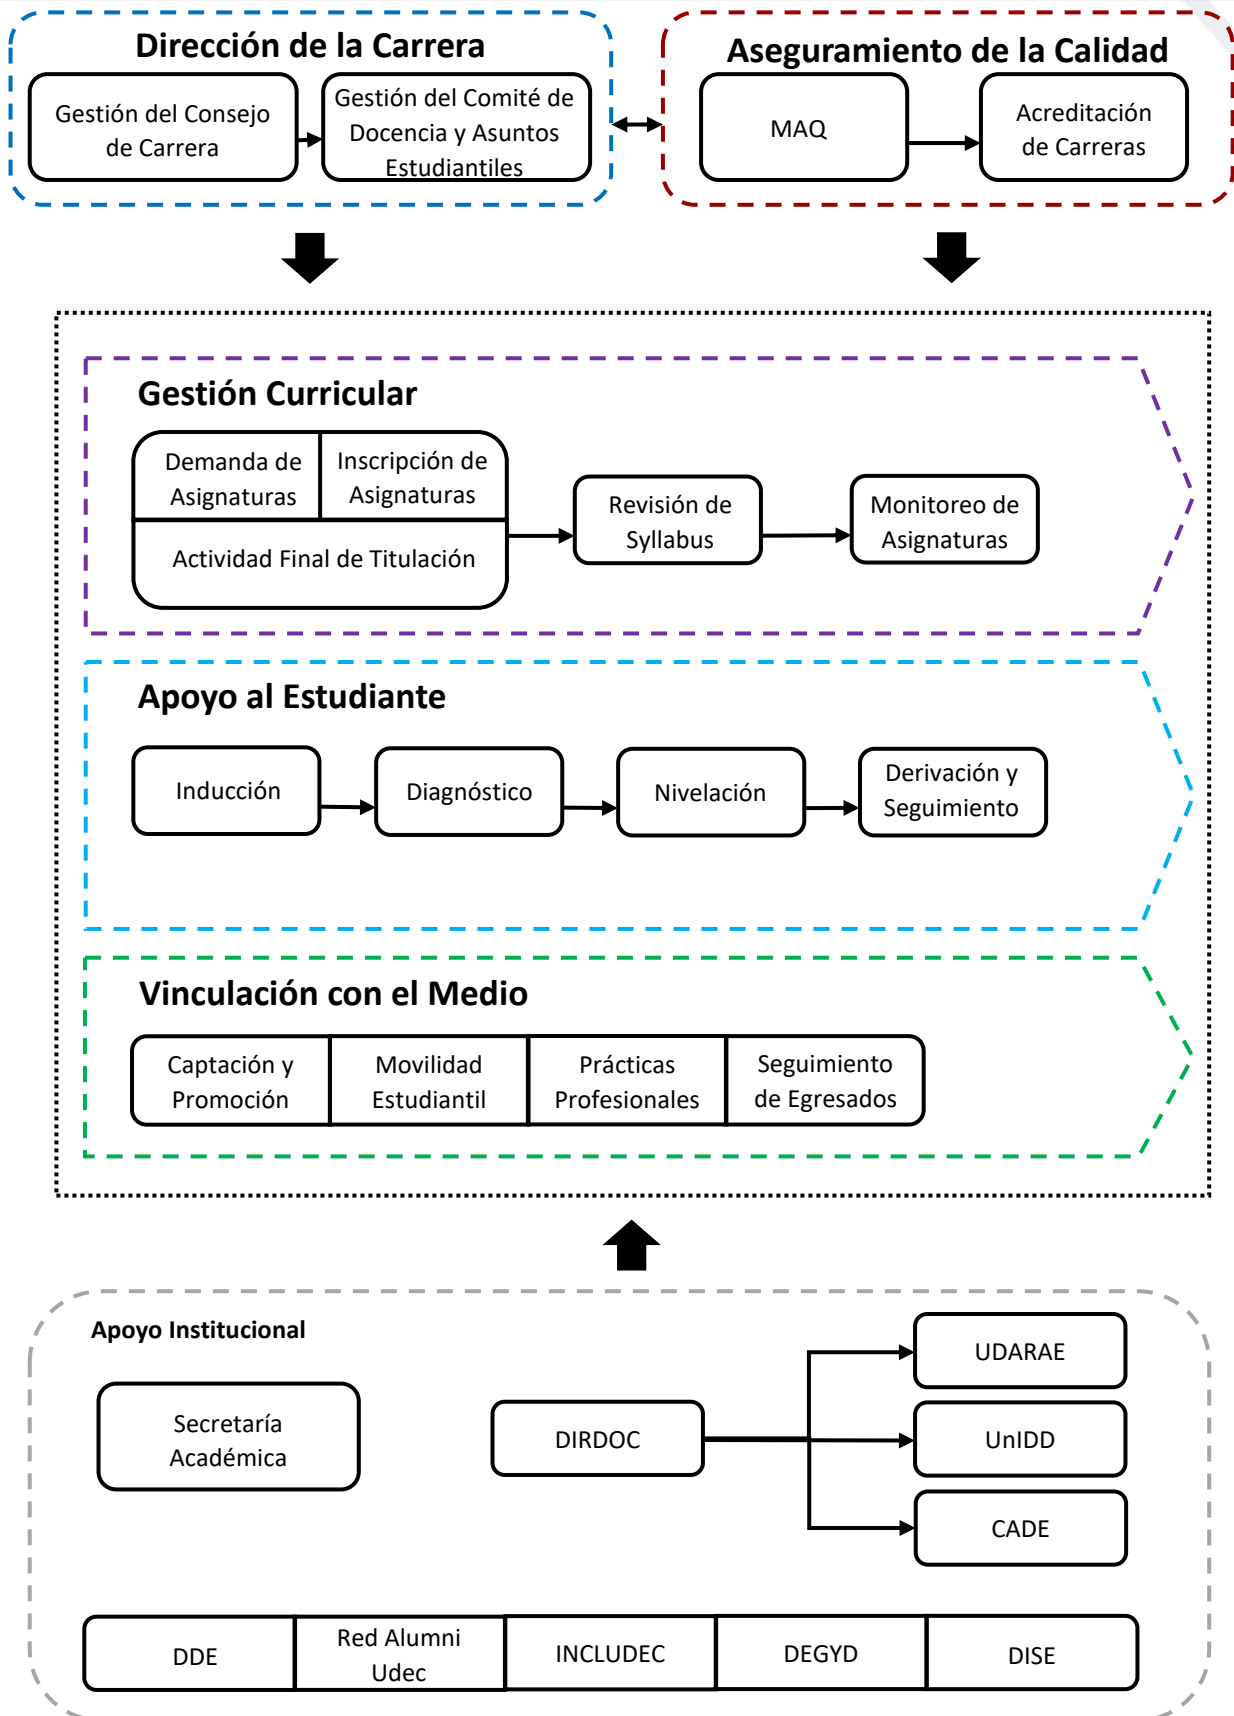 Dirección de la Carrera
Gestión del Consejo
de Carrera
Gestión del Comité de
Docencia y Asuntos
Estudiantiles
Aseguramiento de la Calidad
MAQ
Acreditación
de Carreras
Gestión Curricular
Demanda de
Asignaturas
Inscripción de
Asignaturas
Actividad Final de Titulación
Revisión de
Syllabus
Monitoreo de
Asignaturas
Apoyo al Estudiante
Inducción
Diagnóstico
Nivelación
Derivación y
Seguimiento
Vinculación con el Medio
Captación y
Promoción
Movilidad
Estudiantil
Prácticas
Profesionales
Seguimiento
de Egresados
Apoyo Institucional
Secretaría
Académica
DIRDOC
UDARAE
UnIDD
CADE
DDE
Red Alumni
Udec
INCLUDEC
DEGYD
DISE